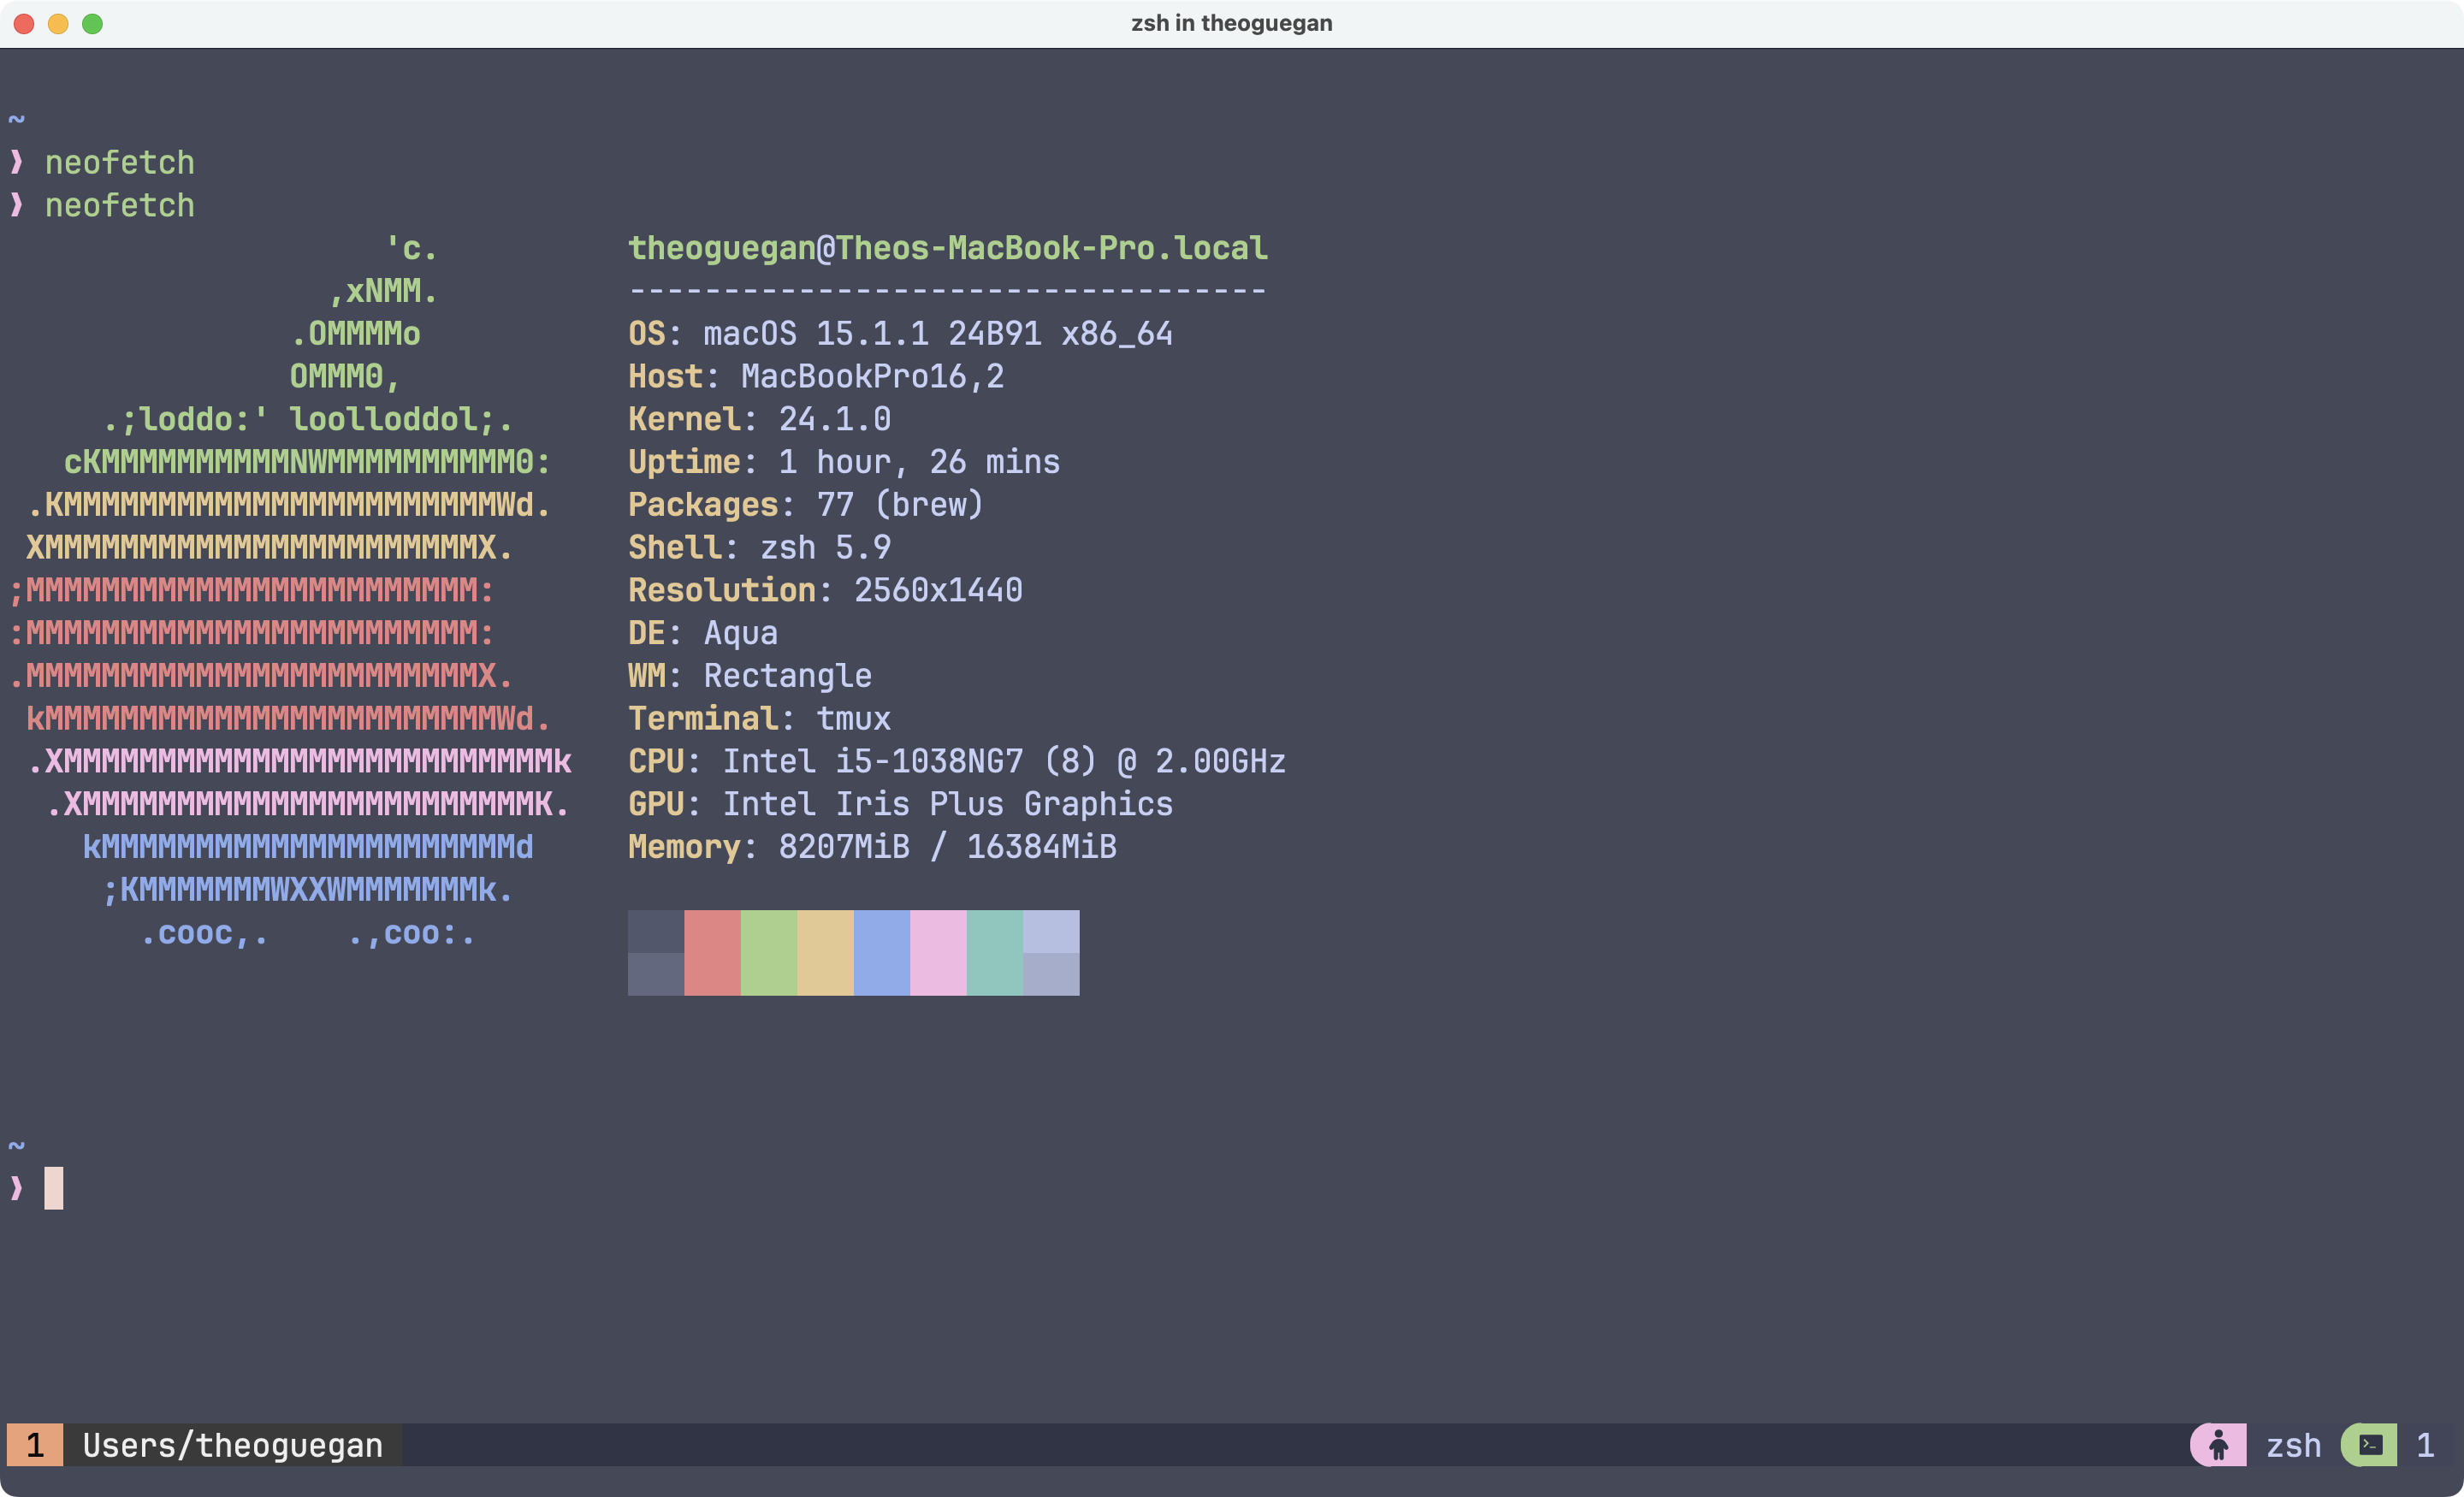 zsh in theoguegan
~
❯ neofetch
❯ neofetch
                    'c.          theoguegan@Theos-MacBook-Pro.local
                 ,xNMM.          ----------------------------------
               .OMMMMo           OS: macOS 15.1.1 24B91 x86_64
               OMMM0,            Host: MacBookPro16,2
     .;loddo:' loolloddol;.      Kernel: 24.1.0
   cKMMMMMMMMMMNWMMMMMMMMMM0:    Uptime: 1 hour, 26 mins
 .KMMMMMMMMMMMMMMMMMMMMMMMWd.    Packages: 77 (brew)
 XMMMMMMMMMMMMMMMMMMMMMMMX.      Shell: zsh 5.9
;MMMMMMMMMMMMMMMMMMMMMMMM:       Resolution: 2560x1440
:MMMMMMMMMMMMMMMMMMMMMMMM:       DE: Aqua
.MMMMMMMMMMMMMMMMMMMMMMMMX.      WM: Rectangle
 kMMMMMMMMMMMMMMMMMMMMMMMMWd.    Terminal: tmux
 .XMMMMMMMMMMMMMMMMMMMMMMMMMMk   CPU: Intel i5-1038NG7 (8) @ 2.00GHz
  .XMMMMMMMMMMMMMMMMMMMMMMMMK.   GPU: Intel Iris Plus Graphics
    kMMMMMMMMMMMMMMMMMMMMMMd     Memory: 8207MiB / 16384MiB
     ;KMMMMMMMWXXWMMMMMMMk.
       .cooc,.    .,coo:.
~
❯
1 Users/theoguegan zsh 1